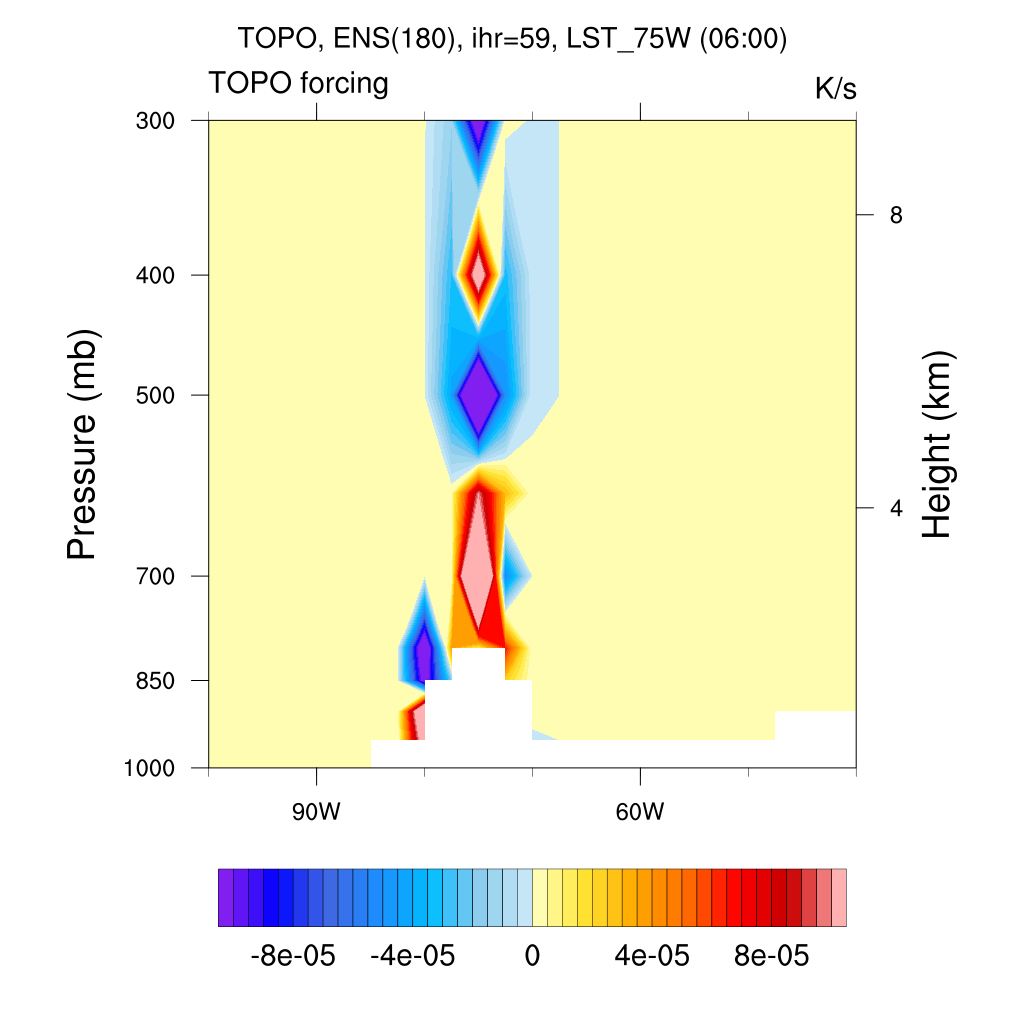 TOPO, ENS(180), ihr=59, LST_75W (06:00)
TOPO forcing
K/s
300
400
500
700
850
1000
Pressure (mb)
8
4
Height (km)
90W
60W
-8e-05
-4e-05
0
4e-05
8e-05